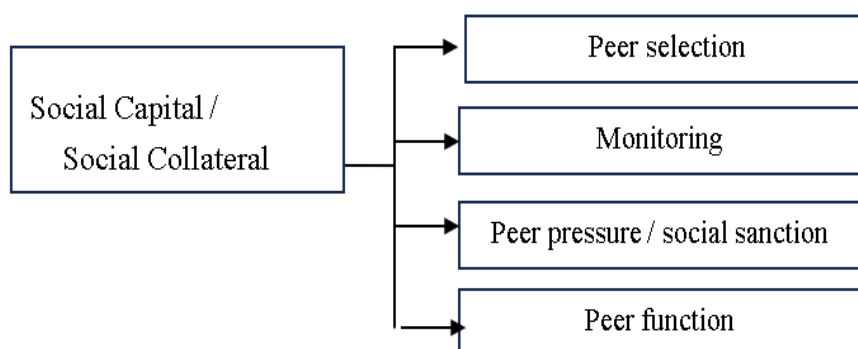 Social Capital /
Social Collateral
Peer selection
Monitoring
Peer pressure / social sanction
Peer function